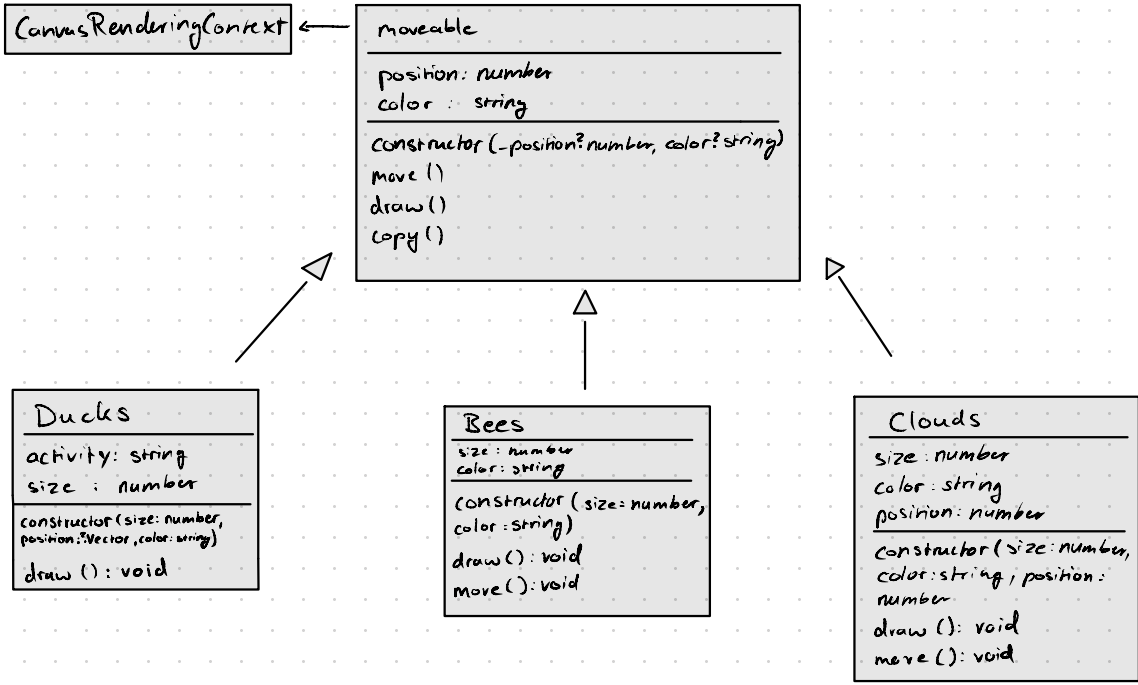 CanvasRenderingContext
moveable
position: number
color : string
constructor (-position? number, color? string)
move ()
draw ()
copy ()
Ducks
activity: string
size : number
constructor (size: number,
position:? Vector, color: string)
draw () : void
Bees
size : number
color : string
constructor (size: number,
color: string)
draw () : void
move () : void
Clouds
size : number
color : string
position: number
constructor (size: number,
color: string, position:
number
draw (): void
move (): void